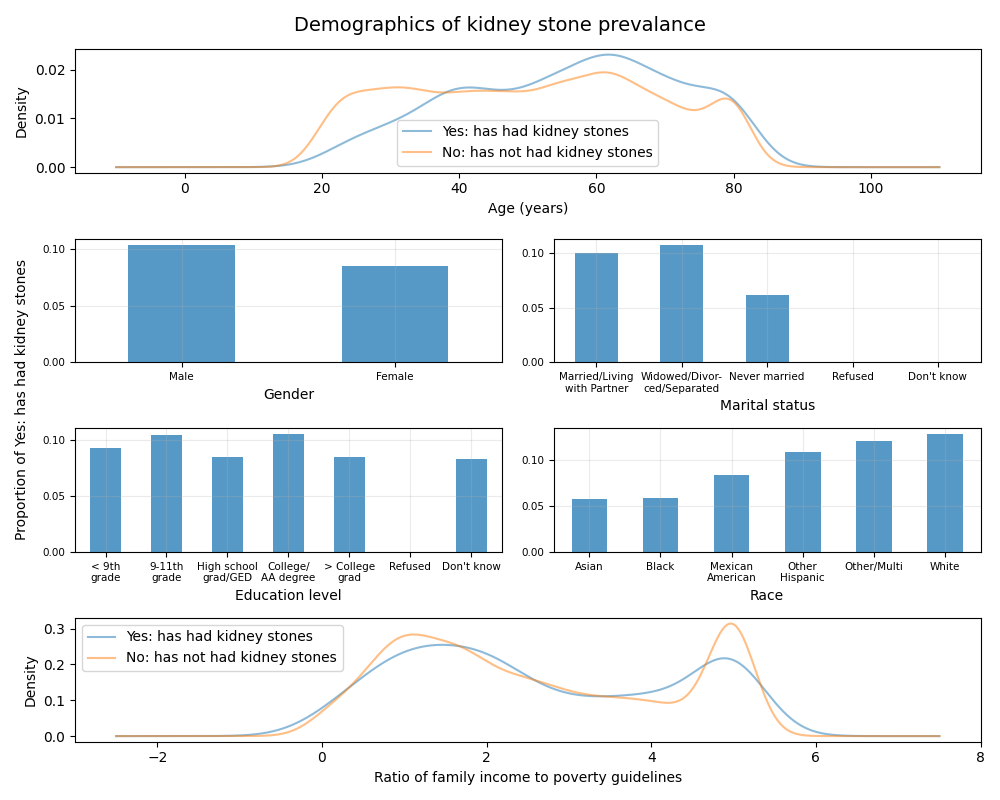 Demographics of kidney stone prevalance
Density
0.02
0.01
0.00
Yes: has had kidney stones
No: has not had kidney stones
0 20 40 60 80 100
Age (years)
Proportion of Yes: has had kidney stones
0.10
0.05
0.00
Male Female
Gender
0.10
0.05
0.00
Married/Living Widowed/Divor- Never married Refused Don't know
with Partner ced/Separated
Marital status
0.10
0.05
0.00
< 9th 9-11th High school College/ > College Refused Don't know
grade grade grad/GED AA degree grad
Education level
0.10
0.05
0.00
Asian Black Mexican Other Other/Multi White
American Hispanic
Race
Density
0.3
0.2
0.1
0.0
Yes: has had kidney stones
No: has not had kidney stones
−2 0 2 4 6 8
Ratio of family income to poverty guidelines